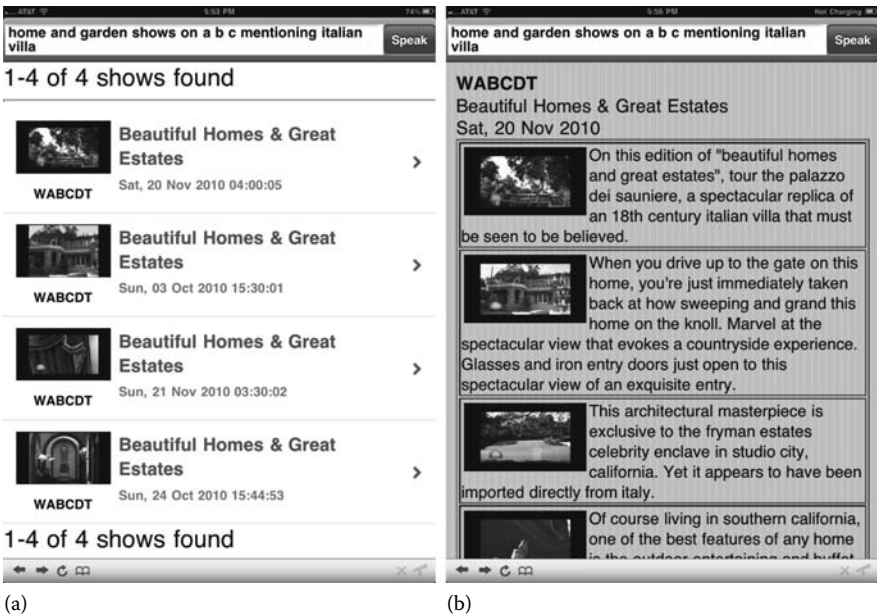 AT&T 5:53 PM 74%
home and garden shows on a b c mentioning italian
villa
Speak
1-4 of 4 shows found
Beautiful Homes & Great
Estates
Sat, 20 Nov 2010 04:00:05
WABCDT
Beautiful Homes & Great
Estates
Sun, 03 Oct 2010 15:30:01
WABCDT
Beautiful Homes & Great
Estates
Sun, 21 Nov 2010 03:30:02
WABCDT
Beautiful Homes & Great
Estates
Sun, 24 Oct 2010 15:44:53
WABCDT
1-4 of 4 shows found
(a)
AT&T 5:56 PM Not Charging
home and garden shows on a b c mentioning italian
villa
Speak
WABCDT
Beautiful Homes & Great Estates
Sat, 20 Nov 2010
On this edition of "beautiful homes
and great estates", tour the palazzo
dei sauniere, a spectacular replica of
an 18th century italian villa that must
be seen to be believed.
When you drive up to the gate on this
home, you're just immediately taken
back at how sweeping and grand this
home on the knoll. Marvel at the
spectacular view that evokes a countryside experience.
Glasses and iron entry doors just open to this
spectacular view of an exquisite entry.
This architectural masterpiece is
exclusive to the fryman estates
celebrity enclave in studio city,
california. Yet it appears to have been
imported directly from italy.
Of course living in southern california,
one of the best features of any home
is the outdoor entertaining and buffet
(b)